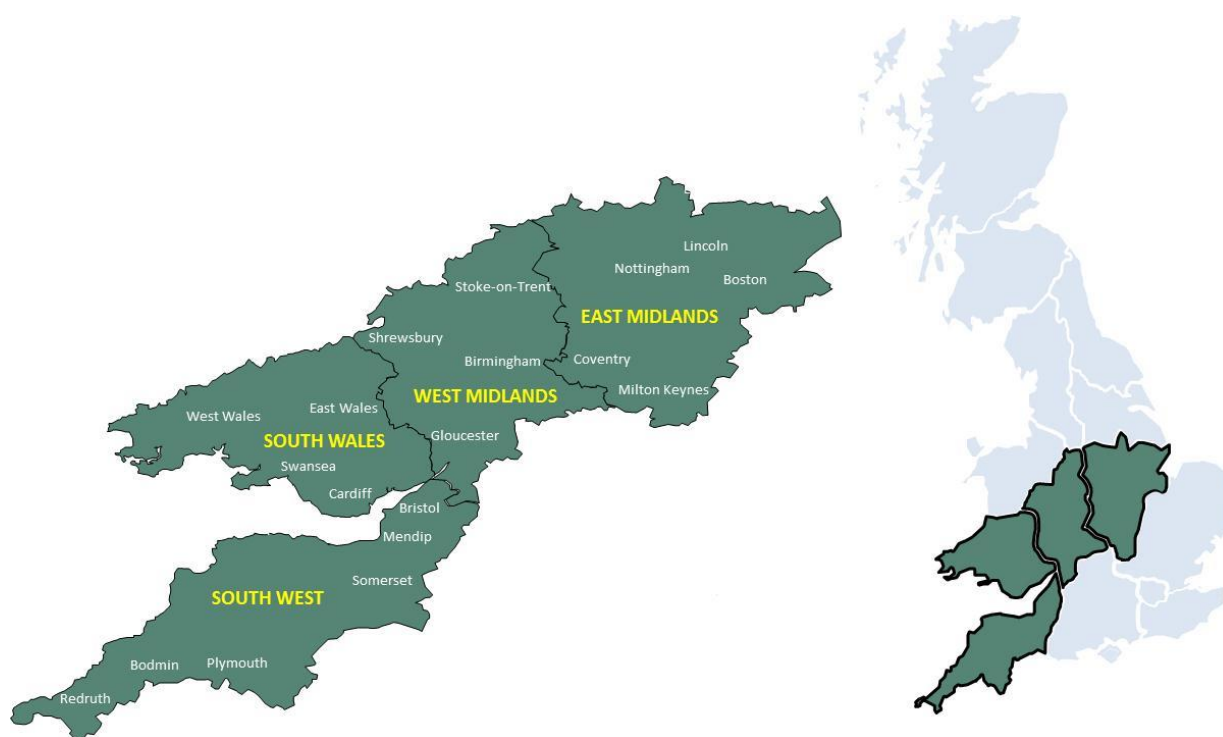 Lincoln
Nottingham
Boston
Stoke-on-Trent
EAST MIDLANDS
Shrewsbury
Birmingham
Coventry
WEST MIDLANDS
Milton Keynes
East Wales
West Wales
SOUTH WALES
Gloucester
Swansea
Cardiff
Bristol
Mendip
Somerset
SOUTH WEST
Bodmin
Plymouth
Redruth